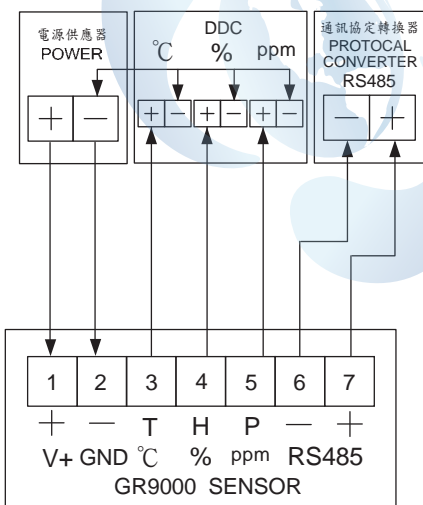 電源供應器
POWER
+ −
DDC
℃ % ppm
+ − + − + −
通訊協定轉換器
PROTOCAL
CONVERTER
RS485
− +
1 2 3 4 5 6 7
+ − T H P − +
V+ GND ℃ % ppm RS485
GR9000 SENSOR